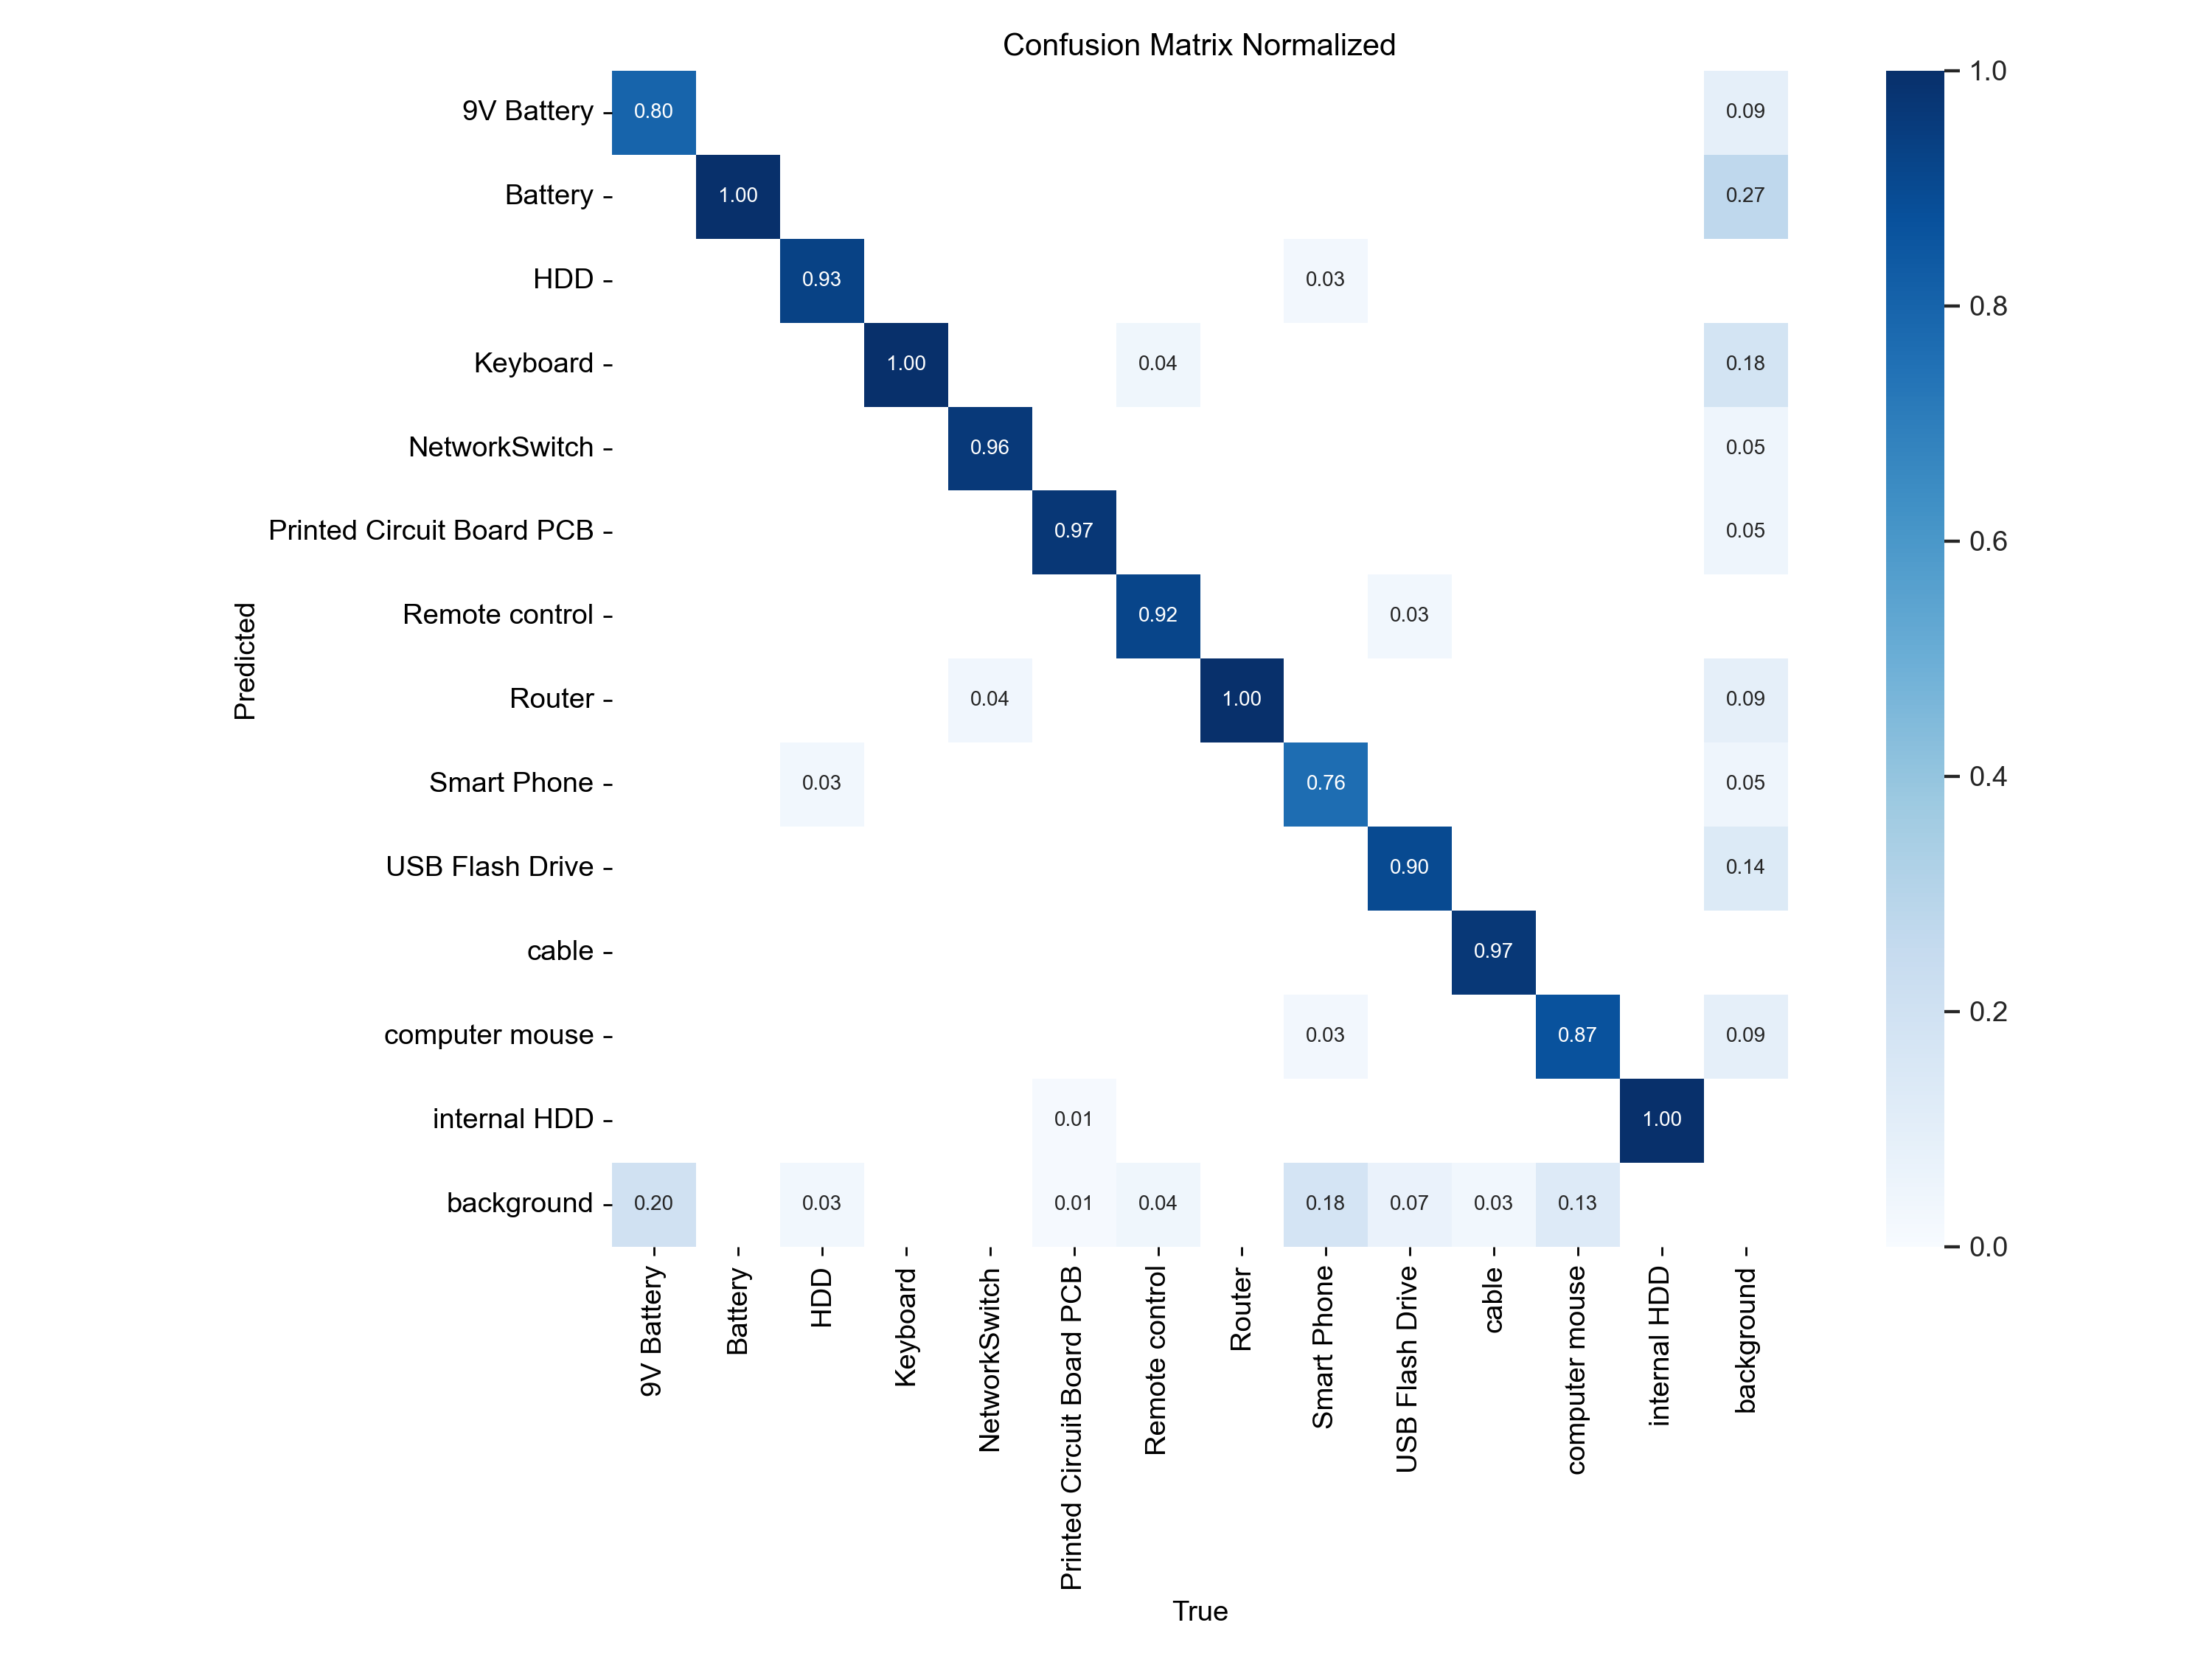 Confusion Matrix Normalized
9V Battery 0.80 0.09
Battery 1.00 0.27
HDD 0.93 0.03
Keyboard 1.00 0.04 0.18
NetworkSwitch 0.96 0.05
Printed Circuit Board PCB 0.97 0.05
Remote control 0.92 0.03
Router 0.04 1.00 0.09
Smart Phone 0.03 0.76 0.05
USB Flash Drive 0.90 0.14
cable 0.97
computer mouse 0.03 0.87 0.09
internal HDD 0.01 1.00
background 0.20 0.03 0.01 0.04 0.18 0.07 0.03 0.13
Predicted
9V Battery
Battery
HDD
Keyboard
NetworkSwitch
Printed Circuit Board PCB
Remote control
Router
Smart Phone
USB Flash Drive
cable
computer mouse
internal HDD
background
True
1.0
0.8
0.6
0.4
0.2
0.0